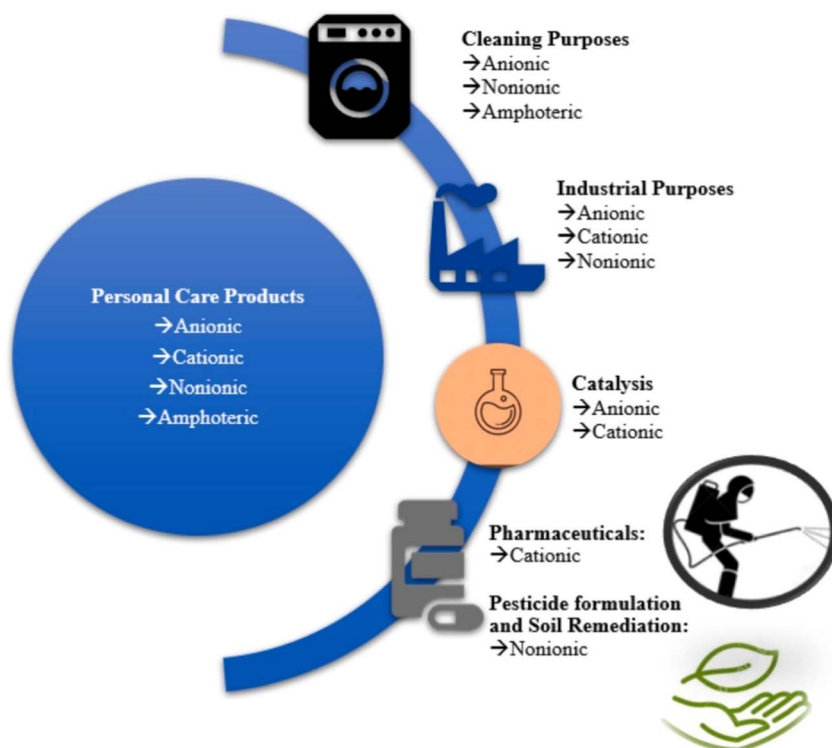 Cleaning Purposes
→Anionic
→Nonionic
→Amphoteric
Industrial Purposes
→Anionic
→Cationic
→Nonionic
Personal Care Products
→Anionic
→Cationic
→Nonionic
→Amphoteric
Catalysis
→Anionic
→Cationic
Pharmaceuticals:
→Cationic
Pesticide formulation
and Soil Remediation:
→Nonionic